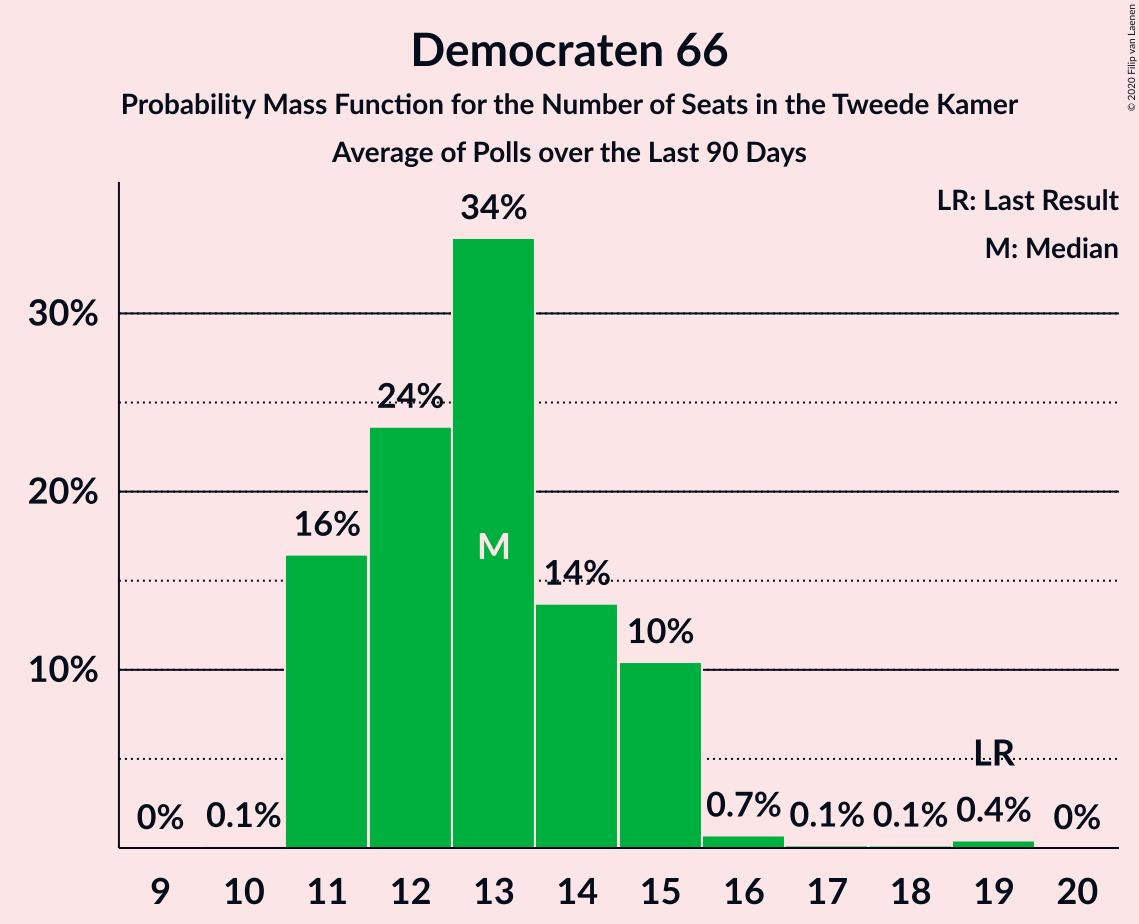 Democraten 66
Probability Mass Function for the Number of Seats in the Tweede Kamer
Average of Polls over the Last 90 Days
© 2020 Filip van Laenen
LR: Last Result
M: Median
34%
30%
24%
20%
16%
M
14%
10%
10%
LR
0%
0.1%
0.7%
0.1%
0.1%
0.4%
0%
9 10 11 12 13 14 15 16 17 18 19 20